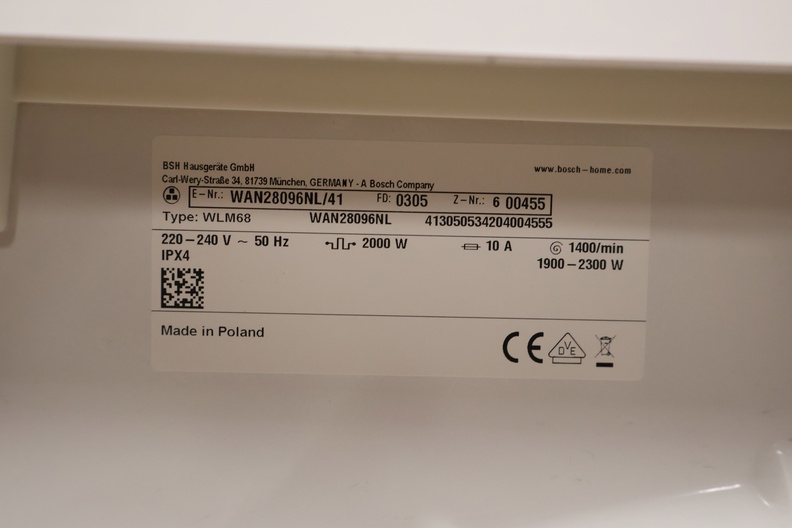 BSH Hausgeräte GmbH www.bosch-home.com
Carl-Wery-Straße 34, 81739 München, GERMANY - A Bosch Company
E-Nr.: WAN28096NL/41 FD: 0305 Z-Nr.: 6 00455
Type: WLM68 WAN28096NL 413050534204004555
220-240 V ~ 50 Hz 2000 W 10 A 1400/min
IPX4 1900-2300 W
Made in Poland CE DVE